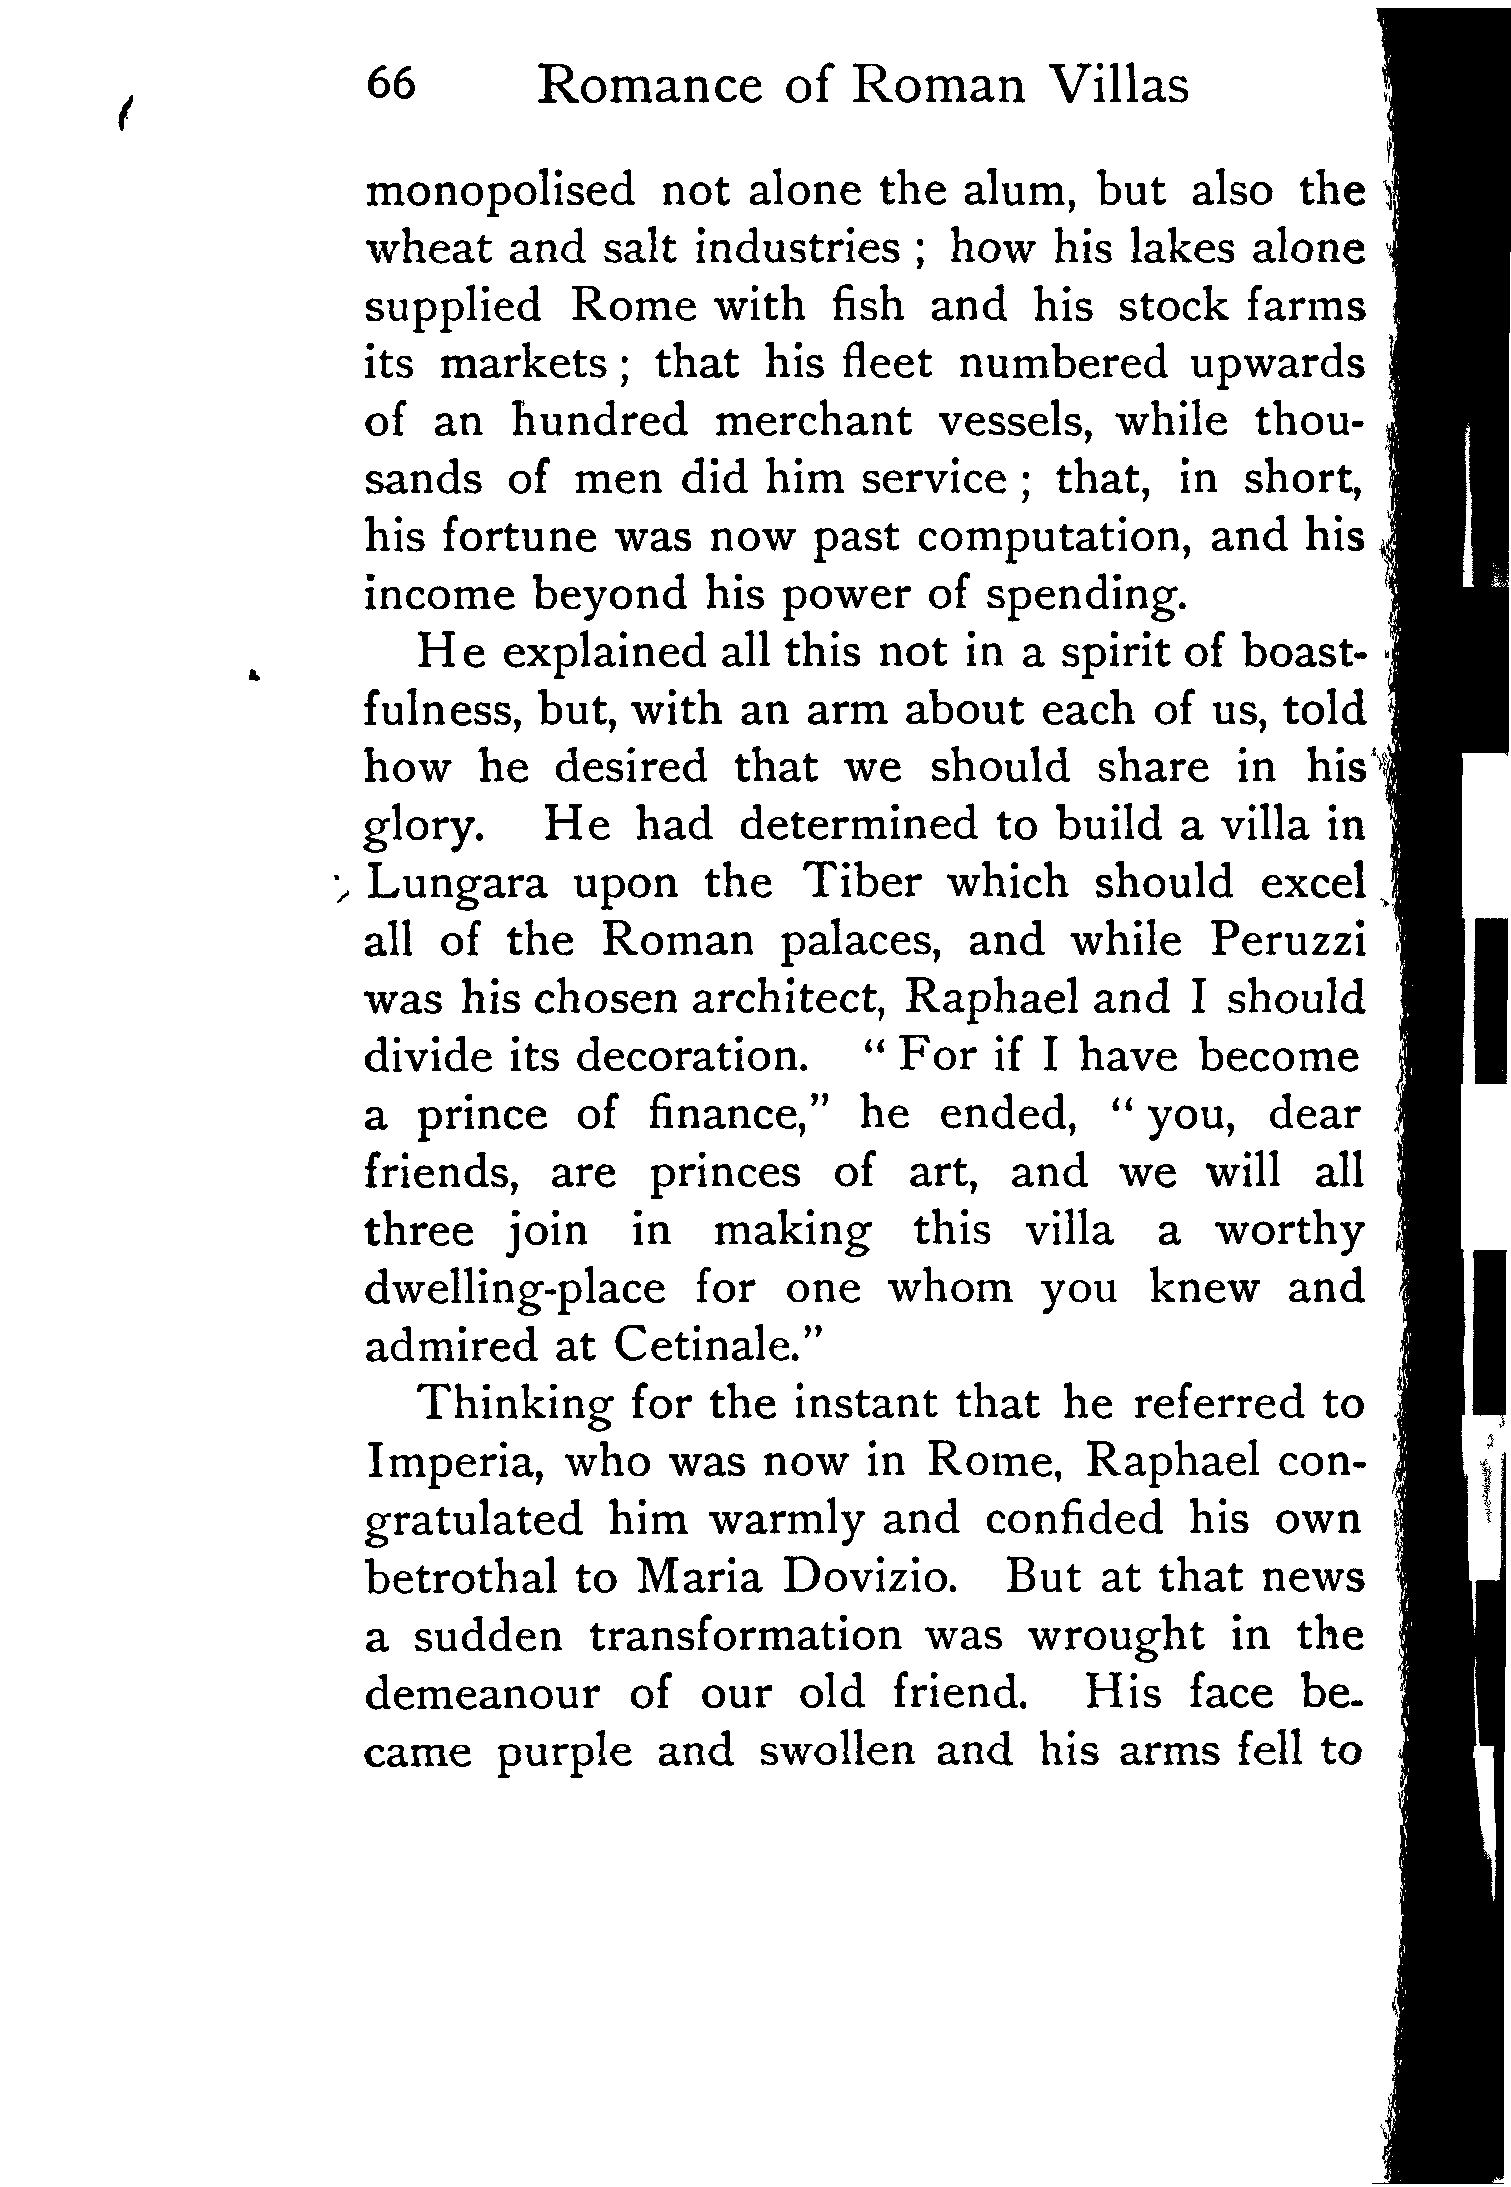 66 Romance of Roman Villas
monopolised not alone the alum, but also the
wheat and salt industries ; how his lakes alone
supplied Rome with fish and his stock farms
its markets ; that his fleet numbered upwards
of an hundred merchant vessels, while thou-
sands of men did him service ; that, in short,
his fortune was now past computation, and his
income beyond his power of spending.
He explained all this not in a spirit of boast-
fulness, but, with an arm about each of us, told
how he desired that we should share in his
glory. He had determined to build a villa in
Lungara upon the Tiber which should excel
all of the Roman palaces, and while Peruzzi
was his chosen architect, Raphael and I should
divide its decoration. “ For if I have become
a prince of finance,” he ended, “ you, dear
friends, are princes of art, and we will all
three join in making this villa a worthy
dwelling-place for one whom you knew and
admired at Cetinale.”
Thinking for the instant that he referred to
Imperia, who was now in Rome, Raphael con-
gratulated him warmly and confided his own
betrothal to Maria Dovizio. But at that news
a sudden transformation was wrought in the
demeanour of our old friend. His face be-
came purple and swollen and his arms fell to